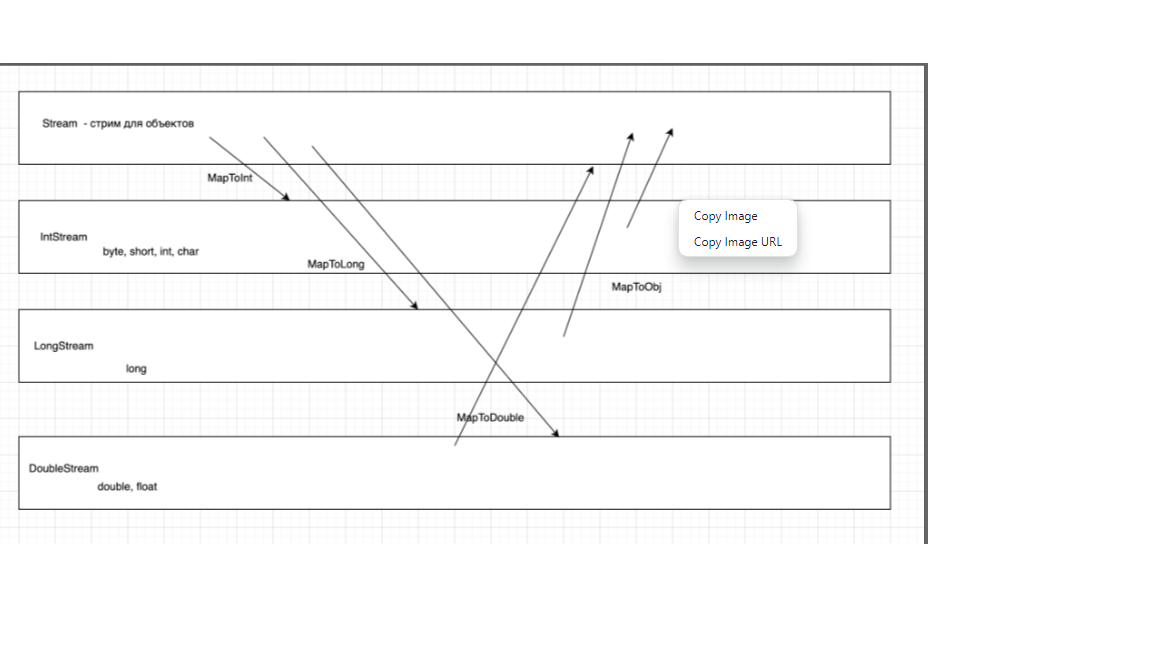 Stream - стрим для объектов
MapToInt
Copy Image
IntStream
Copy Image URL
byte, short, int, char
MapToLong
MapToObj
LongStream
long
MapToDouble
DoubleStream
double, float